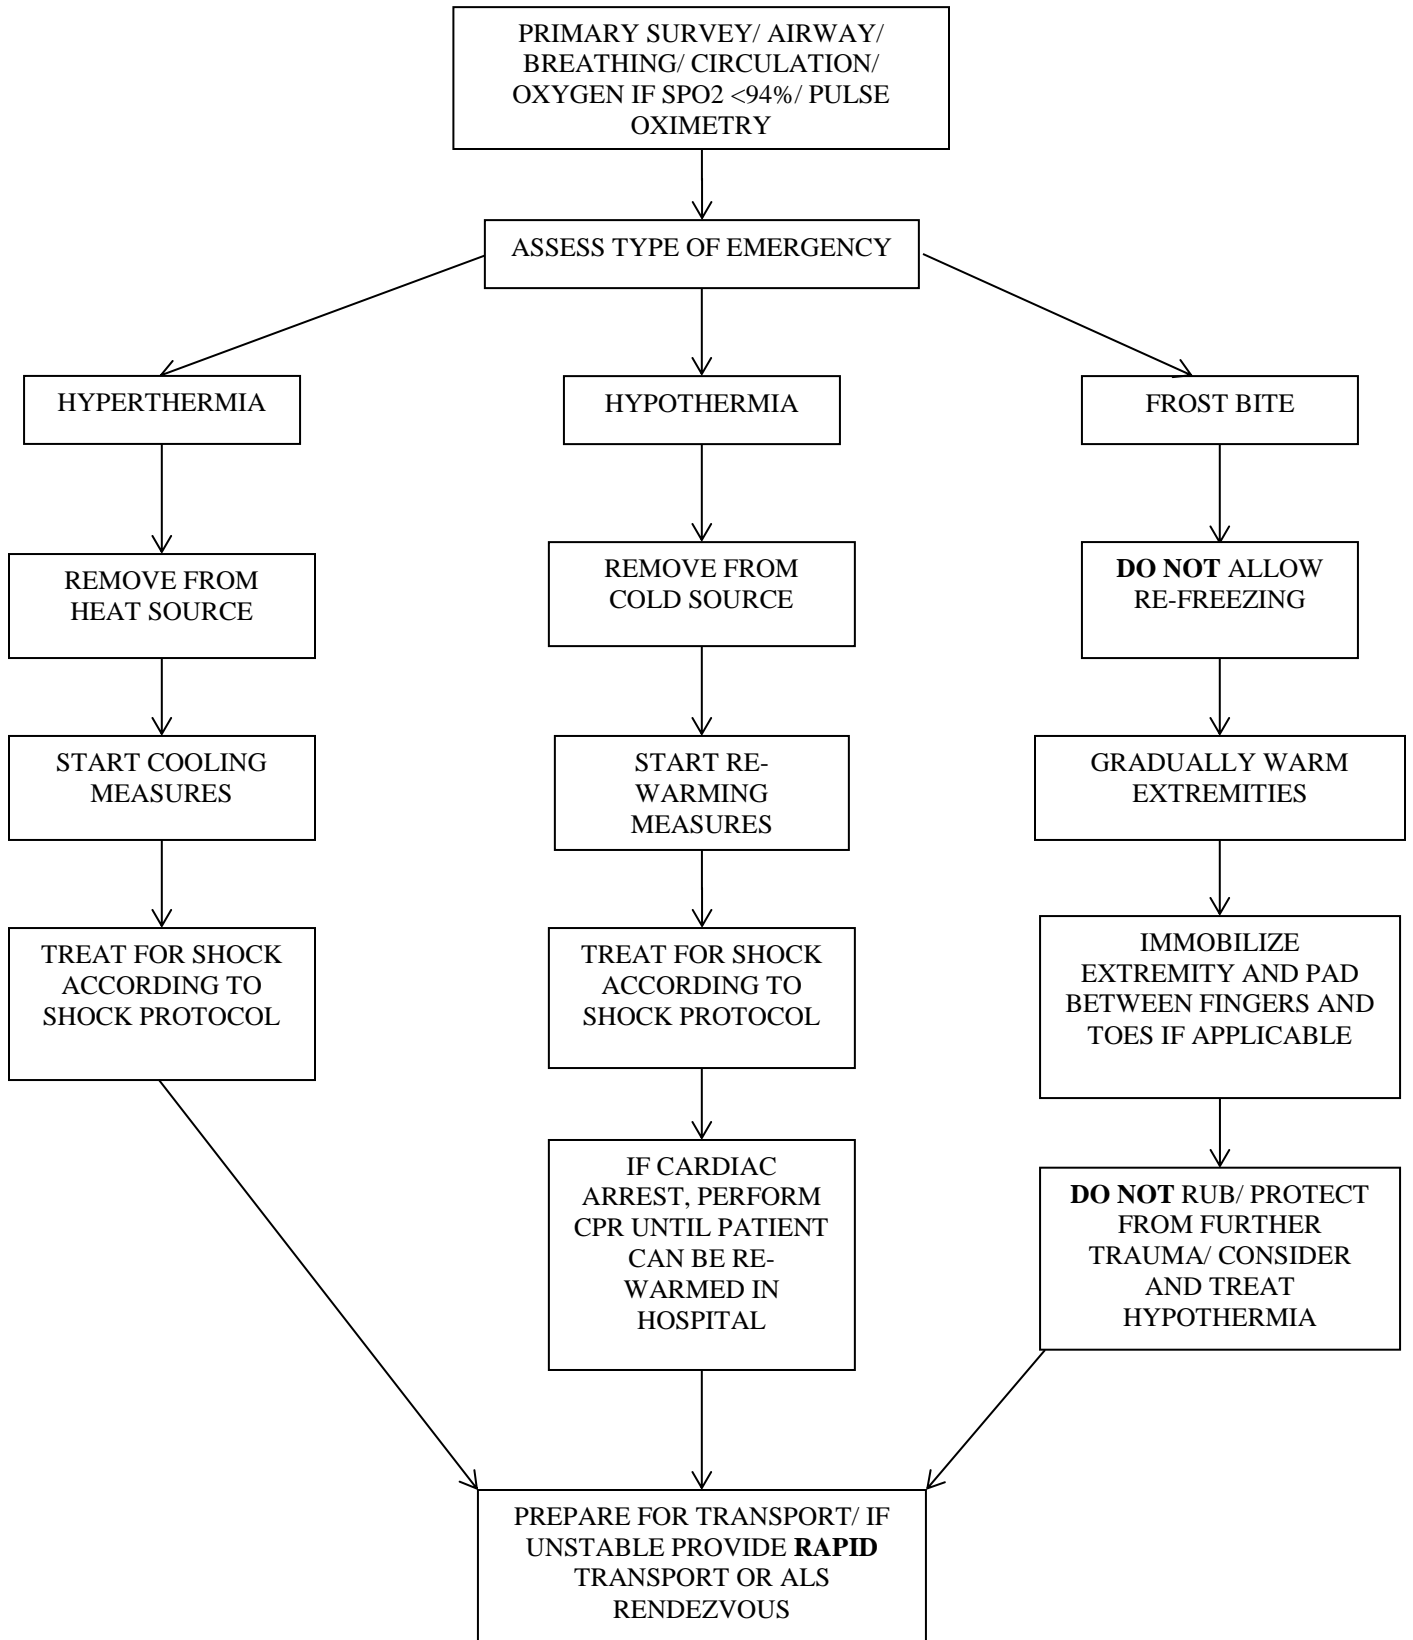 PRIMARY SURVEY/ AIRWAY/
BREATHING/ CIRCULATION/
OXYGEN IF SPO2 <94%/ PULSE
OXIMETRY
ASSESS TYPE OF EMERGENCY
HYPERTHERMIA
HYPOTHERMIA
FROST BITE
REMOVE FROM
HEAT SOURCE
REMOVE FROM
COLD SOURCE
DO NOT ALLOW
RE-FREEZING
START COOLING
MEASURES
START RE-
WARMING
MEASURES
GRADUALLY WARM
EXTREMITIES
TREAT FOR SHOCK
ACCORDING TO
SHOCK PROTOCOL
TREAT FOR SHOCK
ACCORDING TO
SHOCK PROTOCOL
IMMOBILIZE
EXTREMITY AND PAD
BETWEEN FINGERS AND
TOES IF APPLICABLE
IF CARDIAC
ARREST, PERFORM
CPR UNTIL PATIENT
CAN BE RE-
WARMED IN
HOSPITAL
DO NOT RUB/ PROTECT
FROM FURTHER
TRAUMA/ CONSIDER
AND TREAT
HYPOTHERMIA
PREPARE FOR TRANSPORT/ IF
UNSTABLE PROVIDE RAPID
TRANSPORT OR ALS
RENDEZVOUS